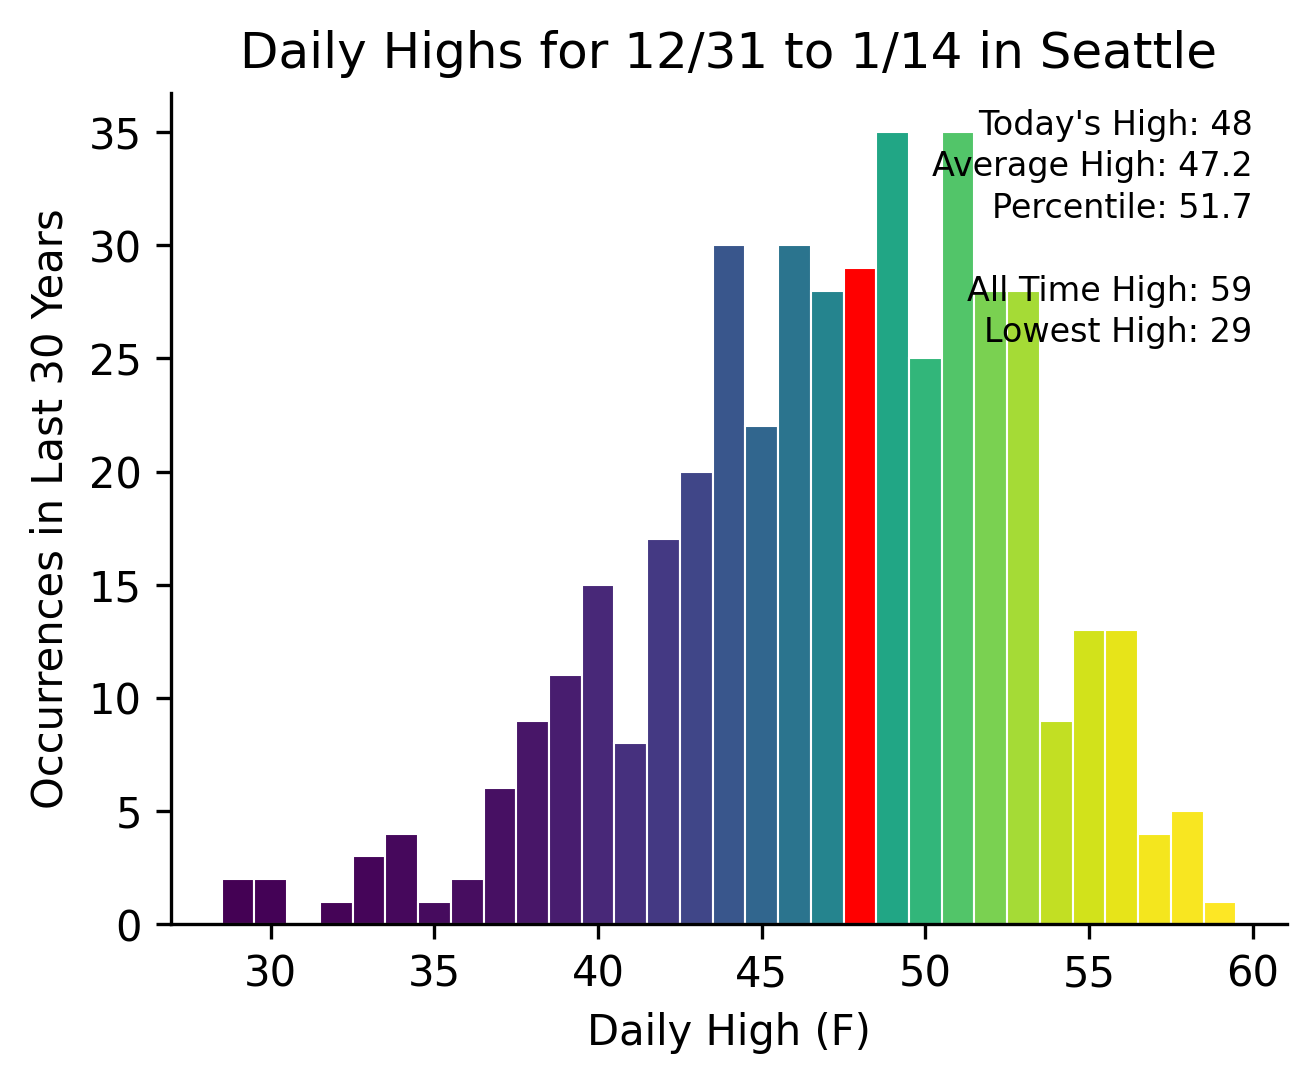 Daily Highs for 12/31 to 1/14 in Seattle
Today's High: 48
Average High: 47.2
Percentile: 51.7
All Time High: 59
Lowest High: 29
Occurrences in Last 30 Years
35
30
25
20
15
10
5
0
30 35 40 45 50 55 60
Daily High (F)